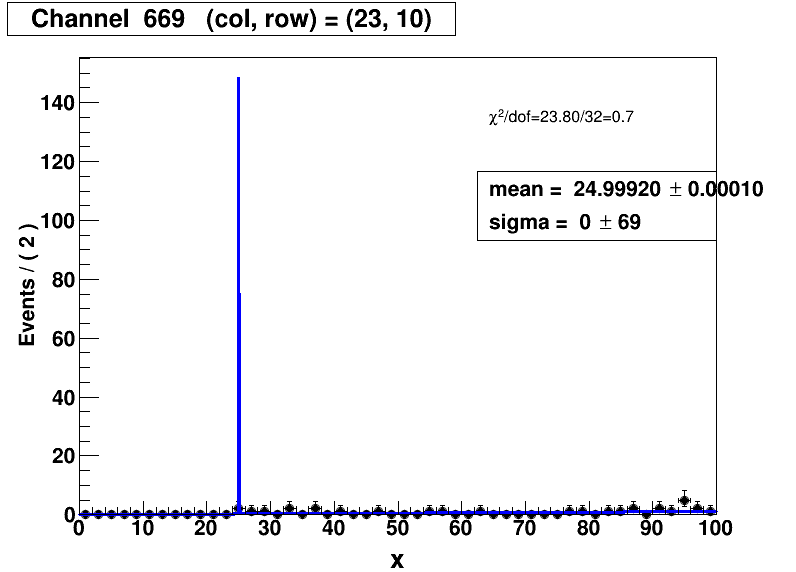 Channel 669 (col, row) = (23, 10)
χ²/dof=23.80/32=0.7
mean = 24.99920 ± 0.00010
sigma = 0 ± 69
Events / ( 2 )
140
120
100
80
60
40
20
0
0 10 20 30 40 50 60 70 80 90 100
x